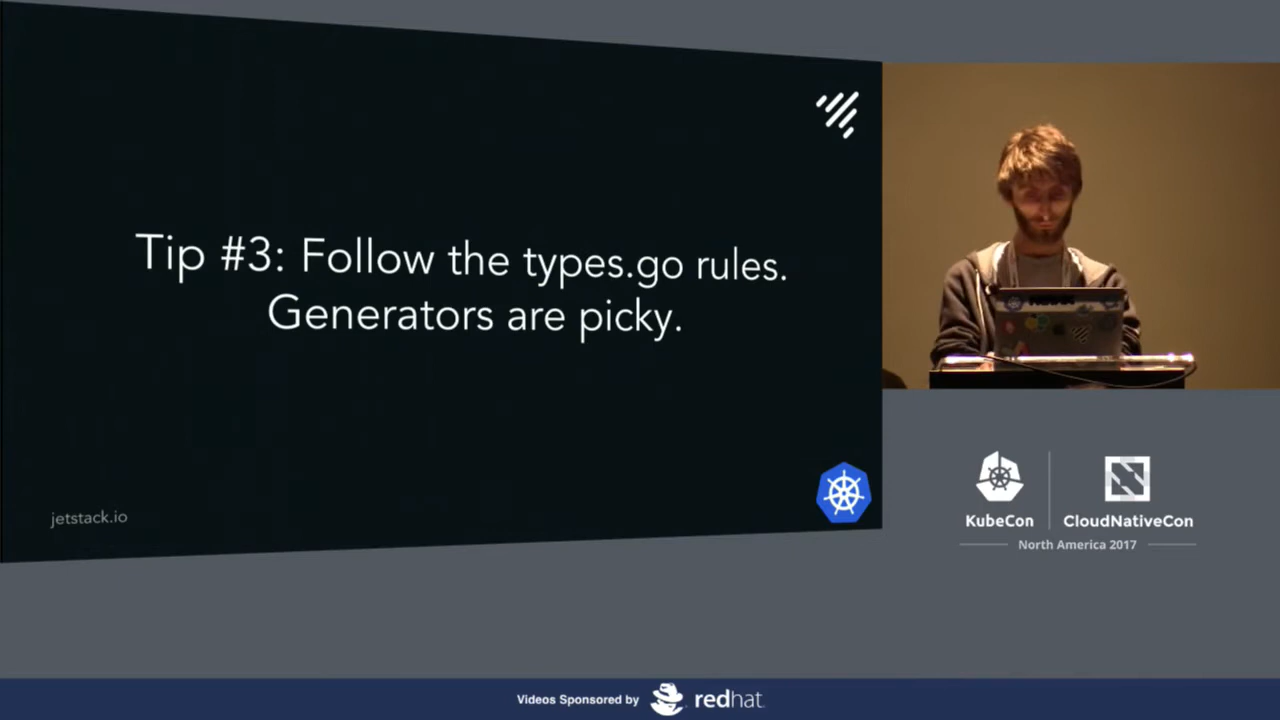 Tip #3: Follow the types.go rules.
Generators are picky.
jetstack.io
KubeCon
CloudNativeCon
North America 2017
Videos Sponsored by
redhat.